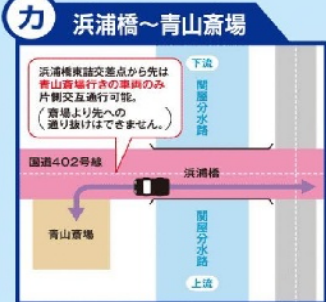 カ 浜浦橋～青山斎場
下流
浜浦橋東詰交差点から先は
青山斎場行きの車両のみ
片側交互通行可能。
（斎場より先への
通り抜けはできません。）
関屋分水路
国道402号線
浜浦橋
青山斎場
関屋分水路
上流